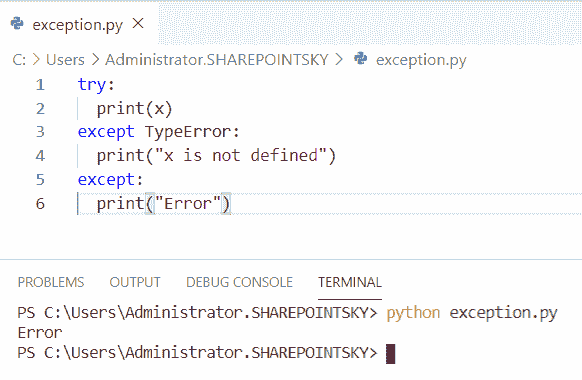 exception.py ×
C: > Users > Administrator.SHAREPOINTSKY > exception.py
1 try:
2 print(x)
3 except TypeError:
4 print("x is not defined")
5 except:
6 print("Error")
PROBLEMS OUTPUT DEBUG CONSOLE TERMINAL
PS C:\Users\Administrator.SHAREPOINTSKY> python exception.py
Error
PS C:\Users\Administrator.SHAREPOINTSKY>